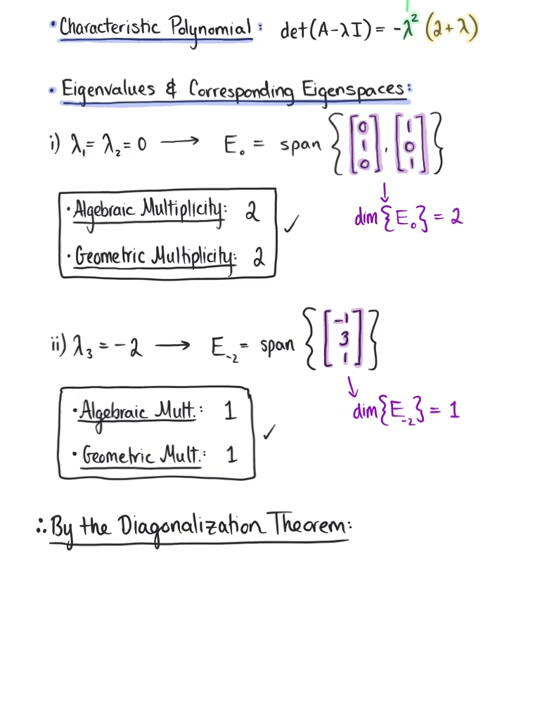 • Characteristic Polynomial: det(A-λI) = -λ² (2+λ)
• Eigenvalues & Corresponding Eigenspaces:
i) λ₁ = λ₂ = 0 → E₀ = span {[0 1 0], [1 0 1]}
• Algebraic Multiplicity: 2
• Geometric Multiplicity: 2 ✓
↓ dim{E₀} = 2
ii) λ₃ = -2 → E₋₂ = span {[-1 3 1]}
• Algebraic Mult.: 1
• Geometric Mult.: 1 ✓
↓ dim{E₋₂} = 1
∴ By the Diagonalization Theorem: